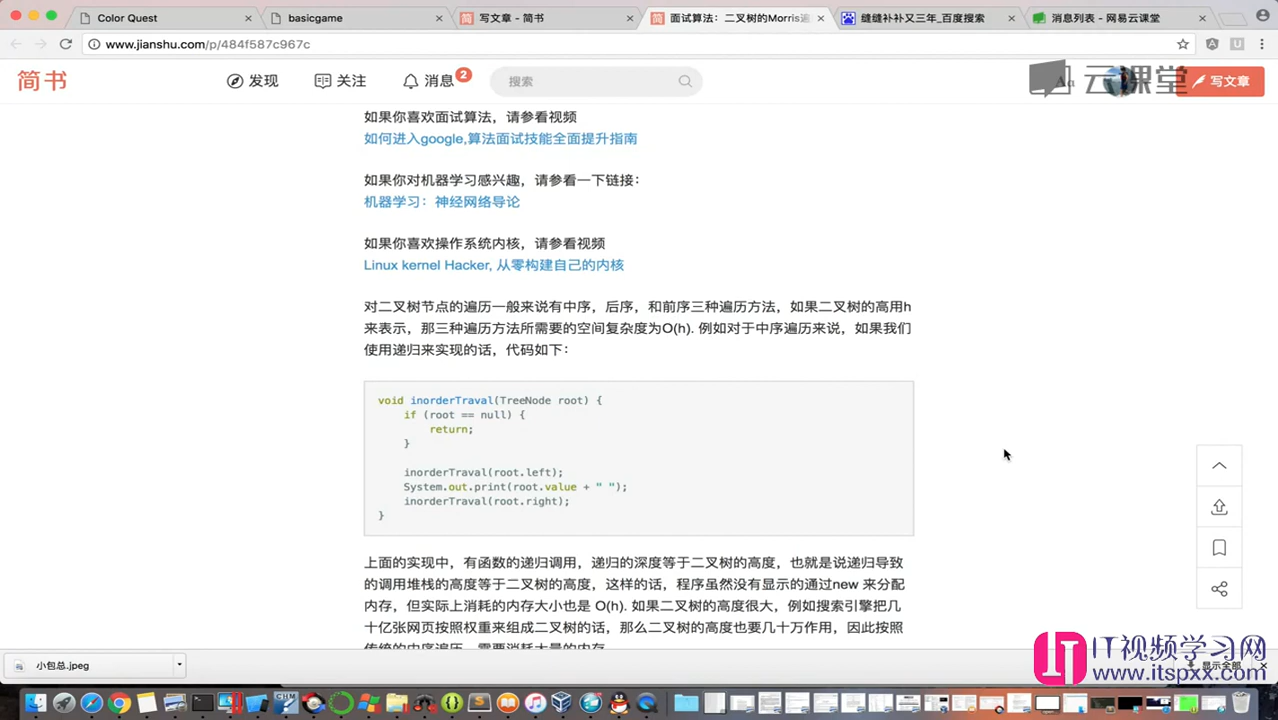 Color Quest
basicgame
写文章 - 简书
面试算法：二叉树的Morris遍
缝缝补补又三年_百度搜索
消息列表 - 网易云课堂
www.jianshu.com/p/484f587c967c
简书
发现
关注
消息
2
搜索
Aa
云课堂
写文章
如果你喜欢面试算法，请参看视频
如何进入google,算法面试技能全面提升指南
如果你对机器学习感兴趣，请参看一下链接：
机器学习：神经网络导论
如果你喜欢操作系统内核，请参看视频
Linux kernel Hacker, 从零构建自己的内核
对二叉树节点的遍历一般来说有中序，后序，和前序三种遍历方法，如果二叉树的高用h
来表示，那三种遍历方法所需要的空间复杂度为O(h). 例如对于中序遍历来说，如果我们
使用递归来实现的话，代码如下：
void inorderTraval(TreeNode root) {
if (root == null) {
return;
}
inorderTraval(root.left);
System.out.print(root.value + " ");
inorderTraval(root.right);
}
上面的实现中，有函数的递归调用，递归的深度等于二叉树的高度，也就是说递归导致
的调用堆栈的高度等于二叉树的高度，这样的话，程序虽然没有显示的通过new 来分配
内存，但实际上消耗的内存大小也是 O(h). 如果二叉树的高度很大，例如搜索引擎把几
十亿张网页按照权重来组成二叉树的话，那么二叉树的高度也要几十万作用，因此按照
传统的中序遍历，需要消耗大量的内存
小包总.jpeg
显示全部
IT视频学习网
www.itspxx.com